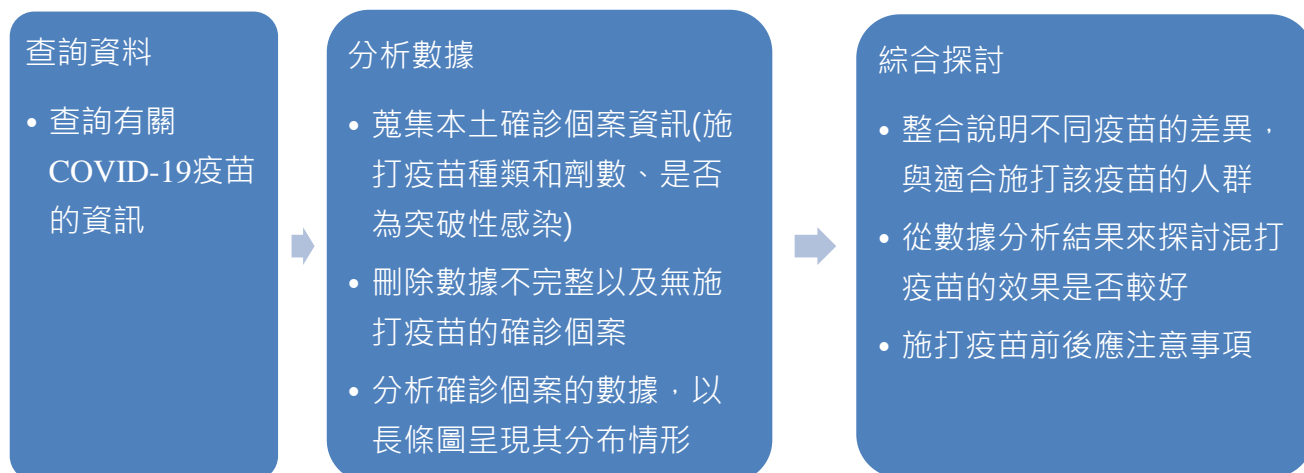 查詢資料
• 查詢有關
COVID-19疫苗
的資訊
分析數據
• 蒐集本土確診個案資訊(施
打疫苗種類和劑數、是否
為突破性感染)
• 刪除數據不完整以及無施
打疫苗的確診個案
• 分析確診個案的數據，以
長條圖呈現其分布情形
綜合探討
• 整合說明不同疫苗的差異，
與適合施打該疫苗的人群
• 從數據分析結果來探討混打
疫苗的效果是否較好
• 施打疫苗前後應注意事項